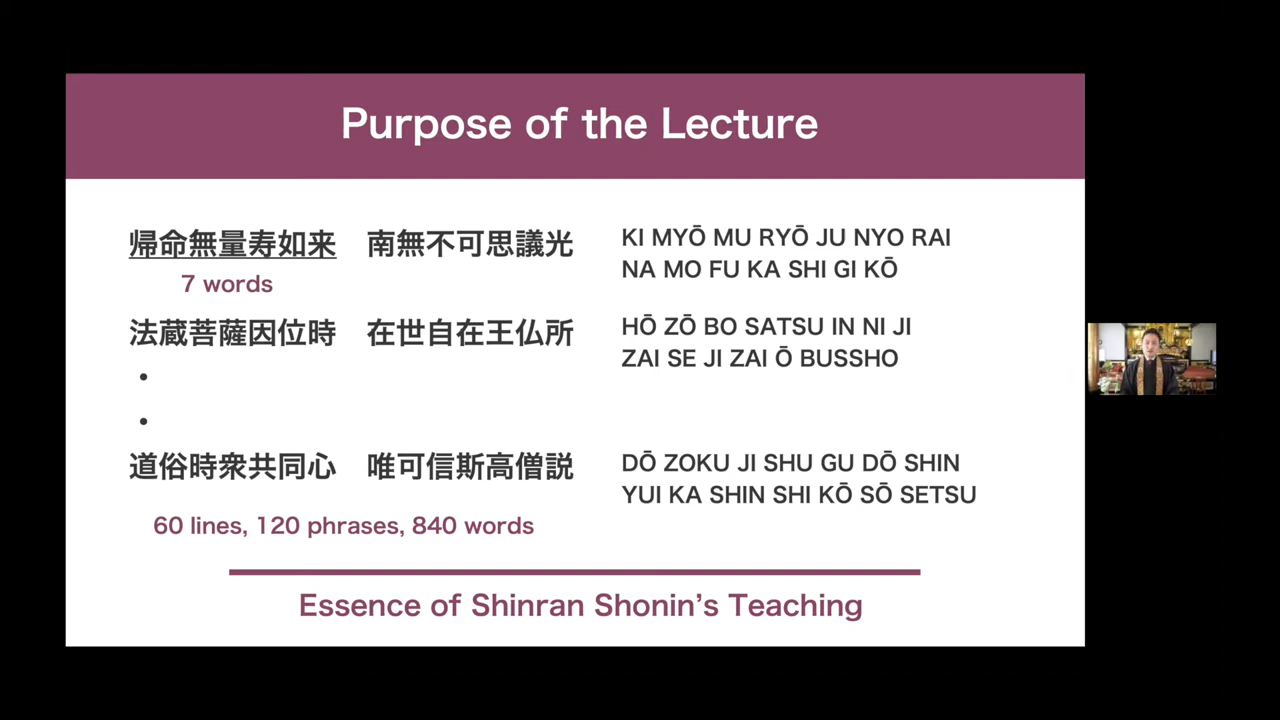 Purpose of the Lecture
帰命無量寿如来 南無不可思議光
7 words
KI MYŌ MU RYŌ JU NYO RAI
NA MO FU KA SHI GI KŌ
法蔵菩薩因位時 在世自在王仏所
HŌ ZŌ BO SATSU IN NI JI
ZAI SE JI ZAI Ō BUSSHO
•
•
道俗時衆共同心 唯可信斯高僧説
DŌ ZOKU JI SHU GU DŌ SHIN
YUI KA SHIN SHI KŌ SŌ SETSU
60 lines, 120 phrases, 840 words
Essence of Shinran Shonin’s Teaching